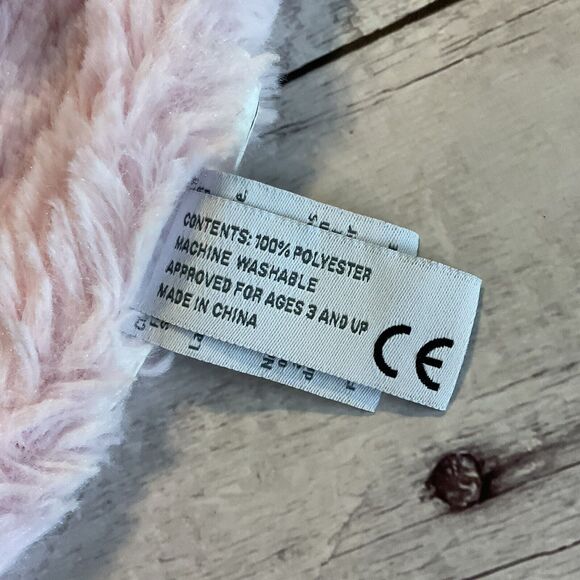 CONTENTS: 100% POLYESTER
MACHINE WASHABLE
APPROVED FOR AGES 3 AND UP
MADE IN CHINA
CE